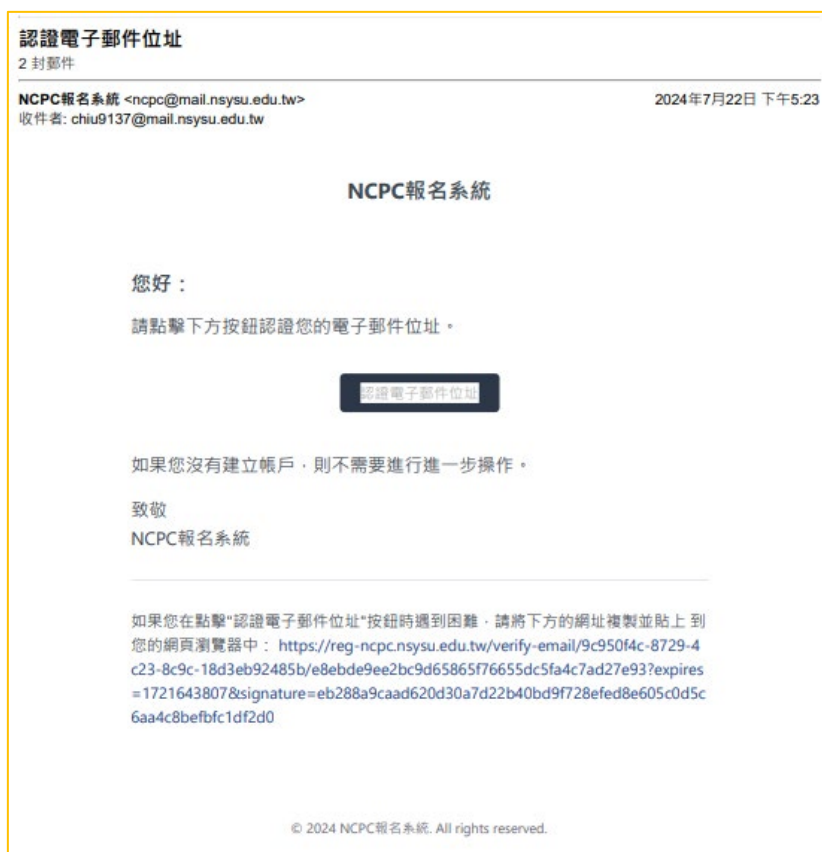 認證電子郵件位址
2 封郵件
NCPC報名系統 <ncpc@mail.nsysu.edu.tw> 2024年7月22日 下午5:23
收件者: chiu9137@mail.nsysu.edu.tw
NCPC報名系統
您好：
請點擊下方按鈕認證您的電子郵件位址。
認證電子郵件位址
如果您沒有建立帳戶，則不需要進行進一步操作。
致敬
NCPC報名系統
如果您在點擊"認證電子郵件位址"按鈕時遇到困難，請將下方的網址複製並貼上 到
您的網頁瀏覽器中： https://reg-ncpc.nsysu.edu.tw/verify-email/9c950f4c-8729-4
c23-8c9c-18d3eb92485b/e8ebde9ee2bc9d65865f76655dc5fa4c7ad27e93?expires
=1721643807&signature=eb288a9caad620d30a7d22b40bd9f728efed8e605c0d5c
6aa4c8befbfc1df2d0
© 2024 NCPC報名系統. All rights reserved.